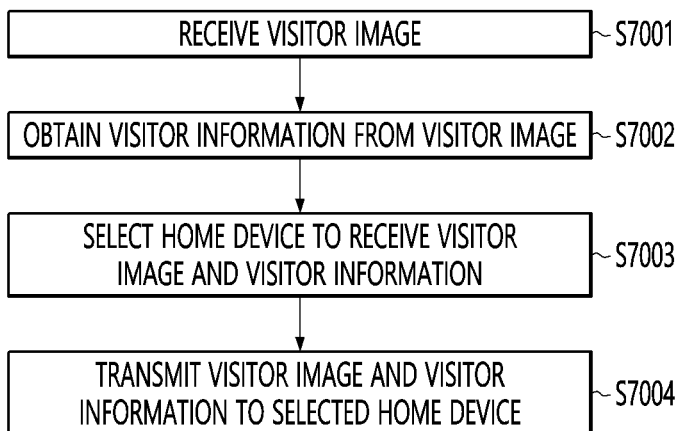 RECEIVE VISITOR IMAGE
S7001
OBTAIN VISITOR INFORMATION FROM VISITOR IMAGE
S7002
SELECT HOME DEVICE TO RECEIVE VISITOR
IMAGE AND VISITOR INFORMATION
S7003
TRANSMIT VISITOR IMAGE AND VISITOR
INFORMATION TO SELECTED HOME DEVICE
S7004